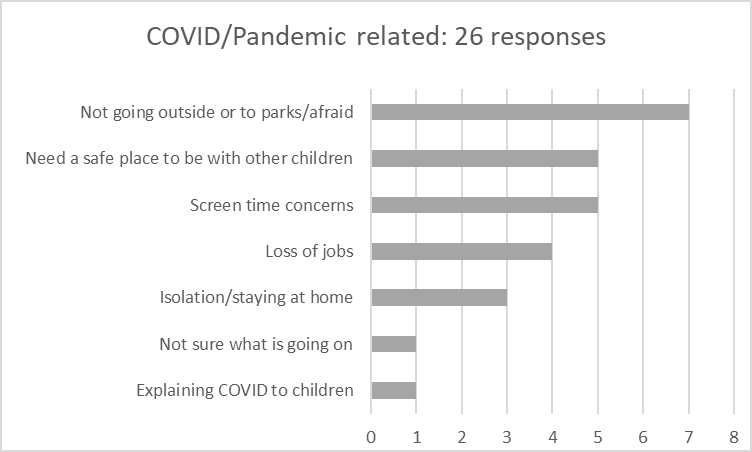 COVID/Pandemic related: 26 responses
Not going outside or to parks/afraid
Need a safe place to be with other children
Screen time concerns
Loss of jobs
Isolation/staying at home
Not sure what is going on
Explaining COVID to children
0 1 2 3 4 5 6 7 8